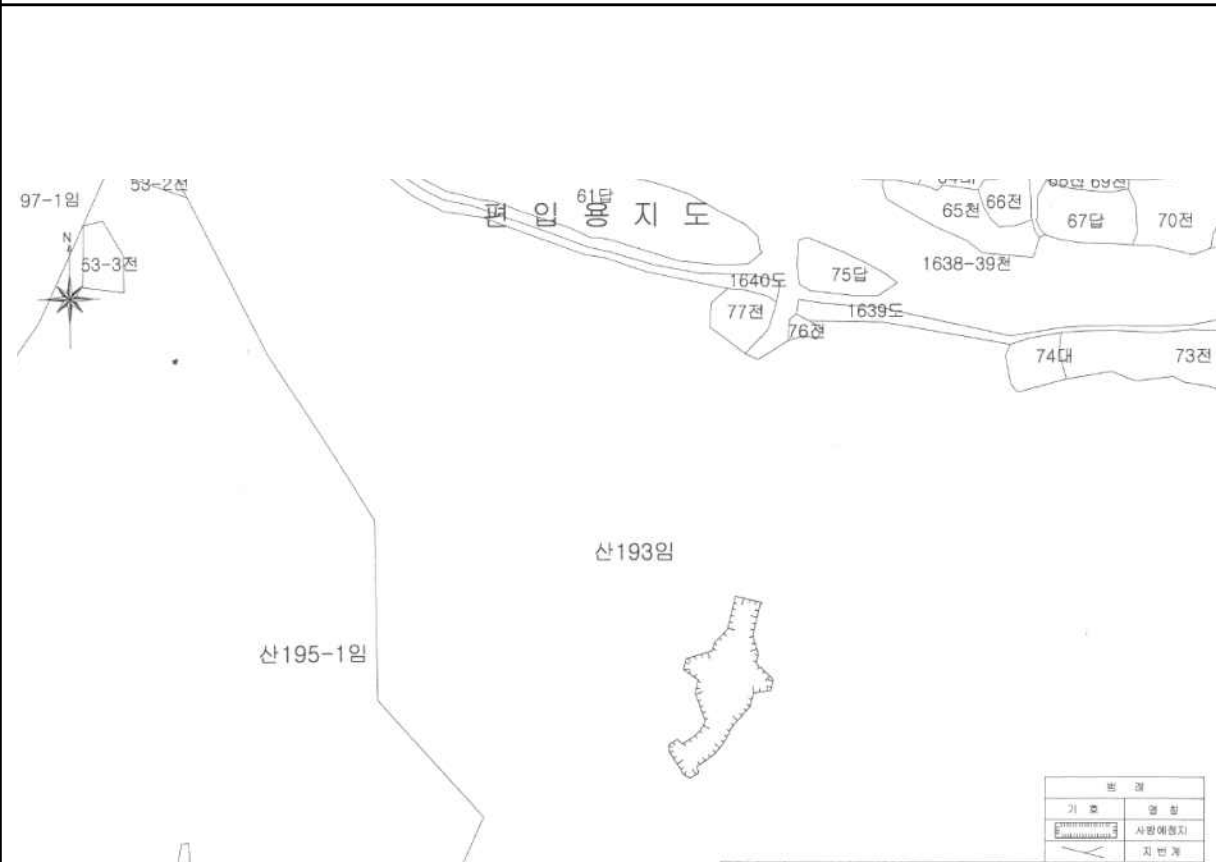 편 입 용 지 도
97-1임
53-2전
61답
65천
66전
67답
70전
N
53-3전
1640도
75답
1638-39천
77전
76전
1639도
74대
73전
산193임
산195-1임
범 례
기 호
명 칭
사방예정지
지 번 계